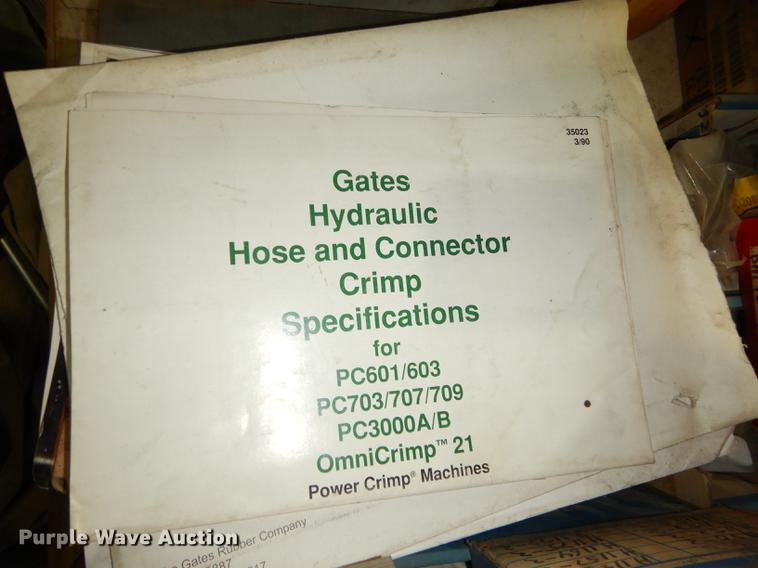 35023
3/90
Gates
Hydraulic
Hose and Connector
Crimp
Specifications
for
PC601/603
PC703/707/709
PC3000A/B
OmniCrimp™ 21
Power Crimp® Machines
Gates Rubber Company
Purple Wave Auction